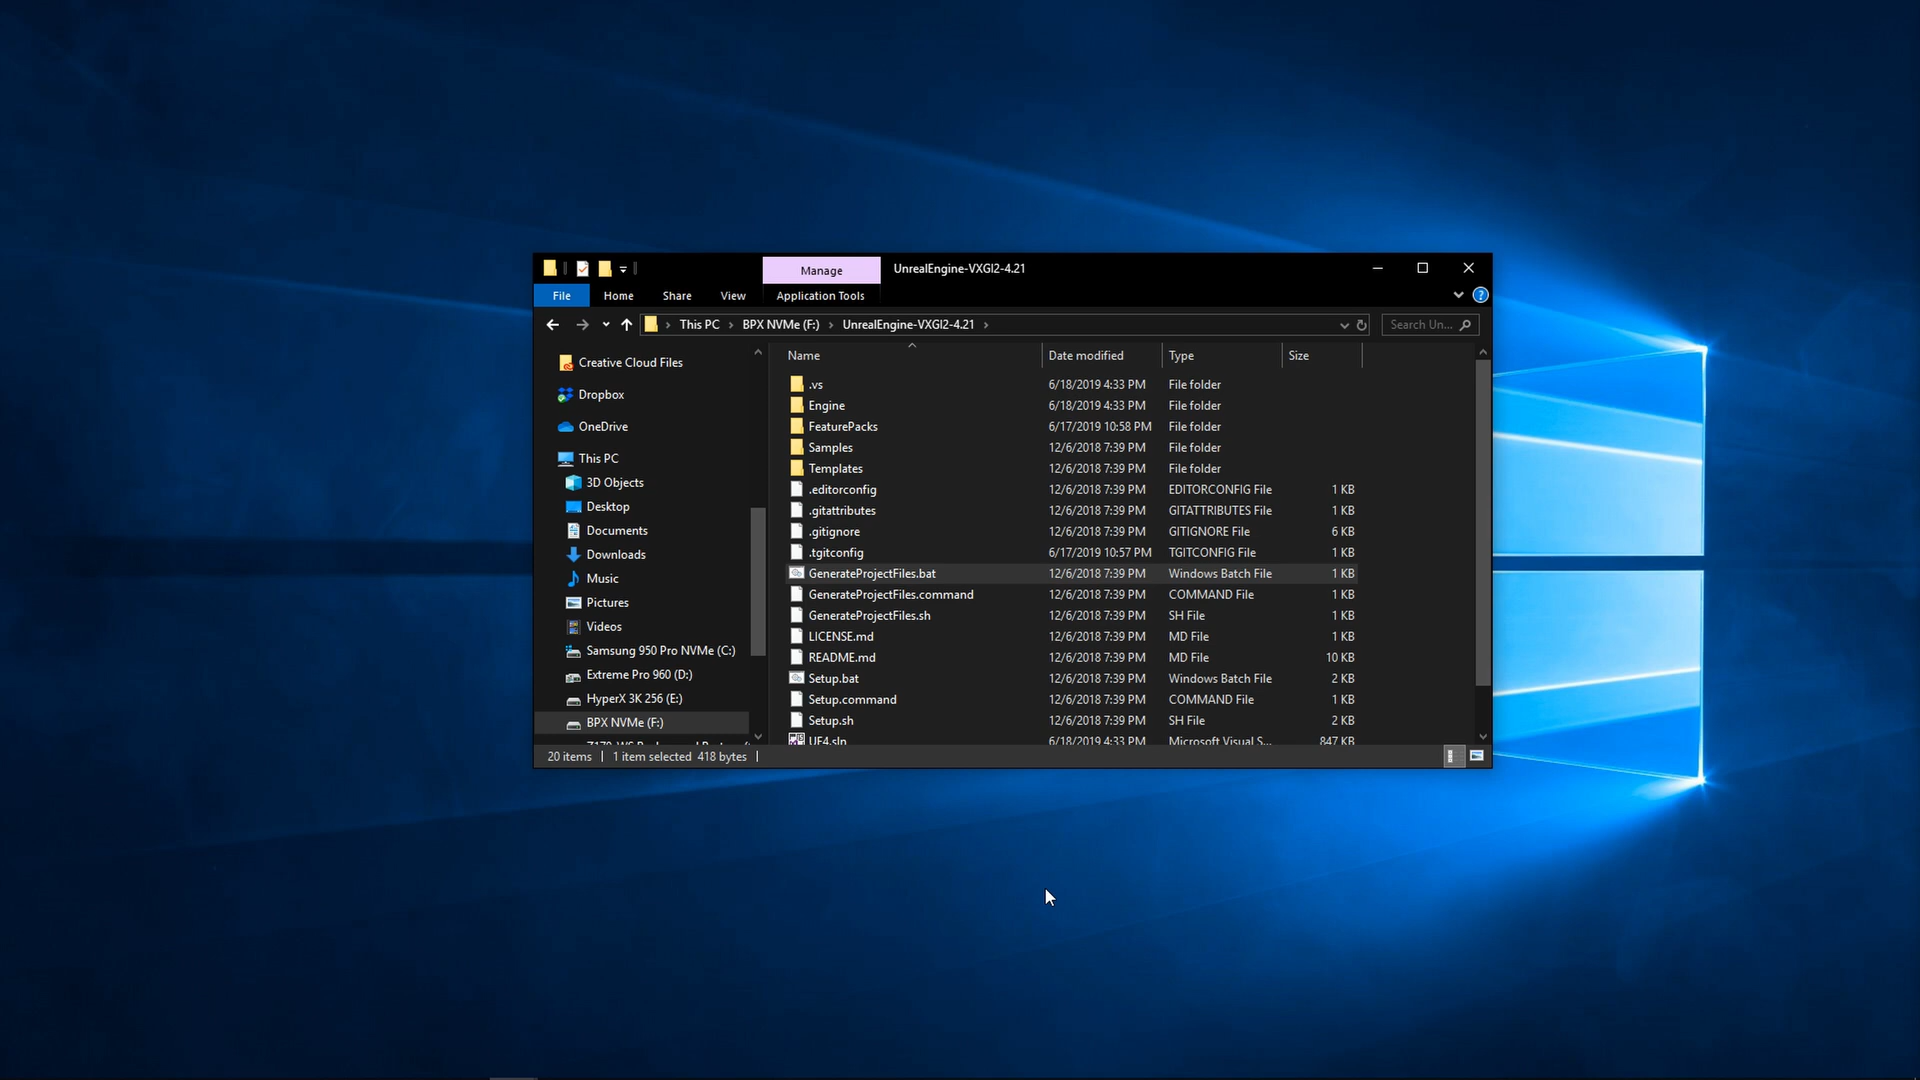 Manage
UnrealEngine-VXGI2-4.21
File
Home
Share
View
Application Tools
This PC
BPX NVMe (F:)
UnrealEngine-VXGI2-4.21
Search Un...
Creative Cloud Files
Dropbox
OneDrive
This PC
3D Objects
Desktop
Documents
Downloads
Music
Pictures
Videos
Samsung 950 Pro NVMe (C:)
Extreme Pro 960 (D:)
HyperX 3K 256 (E:)
BPX NVMe (F:)
Name Date modified Type Size
.vs 6/18/2019 4:33 PM File folder
Engine 6/18/2019 4:33 PM File folder
FeaturePacks 6/17/2019 10:58 PM File folder
Samples 12/6/2018 7:39 PM File folder
Templates 12/6/2018 7:39 PM File folder
.editorconfig 12/6/2018 7:39 PM EDITORCONFIG File 1 KB
.gitattributes 12/6/2018 7:39 PM GITATTRIBUTES File 1 KB
.gitignore 12/6/2018 7:39 PM GITIGNORE File 6 KB
.tgitconfig 6/17/2019 10:57 PM TGITCONFIG File 1 KB
GenerateProjectFiles.bat 12/6/2018 7:39 PM Windows Batch File 1 KB
GenerateProjectFiles.command 12/6/2018 7:39 PM COMMAND File 1 KB
GenerateProjectFiles.sh 12/6/2018 7:39 PM SH File 1 KB
LICENSE.md 12/6/2018 7:39 PM MD File 1 KB
README.md 12/6/2018 7:39 PM MD File 10 KB
Setup.bat 12/6/2018 7:39 PM Windows Batch File 2 KB
Setup.command 12/6/2018 7:39 PM COMMAND File 1 KB
Setup.sh 12/6/2018 7:39 PM SH File 2 KB
UE4.sln 6/18/2019 4:33 PM Microsoft Visual S... 847 KB
20 items 1 item selected 418 bytes